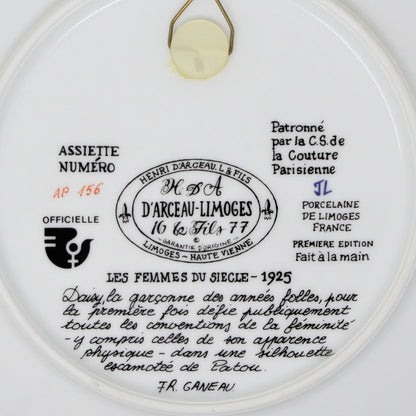 ASSIETTE
NUMÉRO
AP 156
OFFICIELLE
Patronné
par la C.S. de
la Couture
Parisienne
JL
PORCELAINE
DE LIMOGES
FRANCE
PREMIERE EDITION
Fait à la main
HENRI D'ARCEAU. L & FILS
H D A
D'ARCEAU-LIMOGES
16 & Fils 77
GARANTIE D'ORIGINE
©
LIMOGES - HAUTE VIENNE
LES FEMMES DU SIECLE - 1925
Daisy, la garçonne des années folles, pour
la première fois défie publiquement
toutes les conventions de la féminité
- y compris celles de son apparence
physique - dans une silhouette
escamotée de Patou.
FR. GANEAU